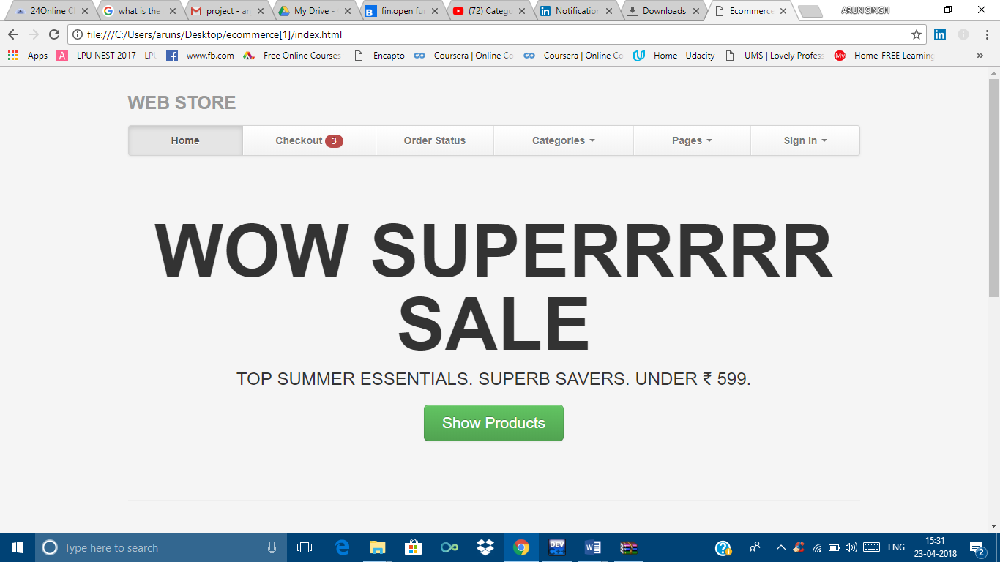 24Online Cl
what is the
project - an
My Drive -
fin.open fu
(72) Catego
Notification
Downloads
Ecommerce
ARUN SINGH
file:///C:/Users/aruns/Desktop/ecommerce[1]/index.html
Apps
A LPU NEST 2017 - LPU
www.fb.com
Free Online Courses
Encapto
Coursera | Online Co
Coursera | Online Co
Home - Udacity
UMS | Lovely Profess
My Home-FREE Learning
»
WEB STORE
Home
Checkout 3
Order Status
Categories
Pages
Sign in
WOW SUPERRRRR
SALE
TOP SUMMER ESSENTIALS. SUPERB SAVERS. UNDER ₹ 599.
Show Products
Type here to search
DEV
ENG
15:31
23-04-2018
2